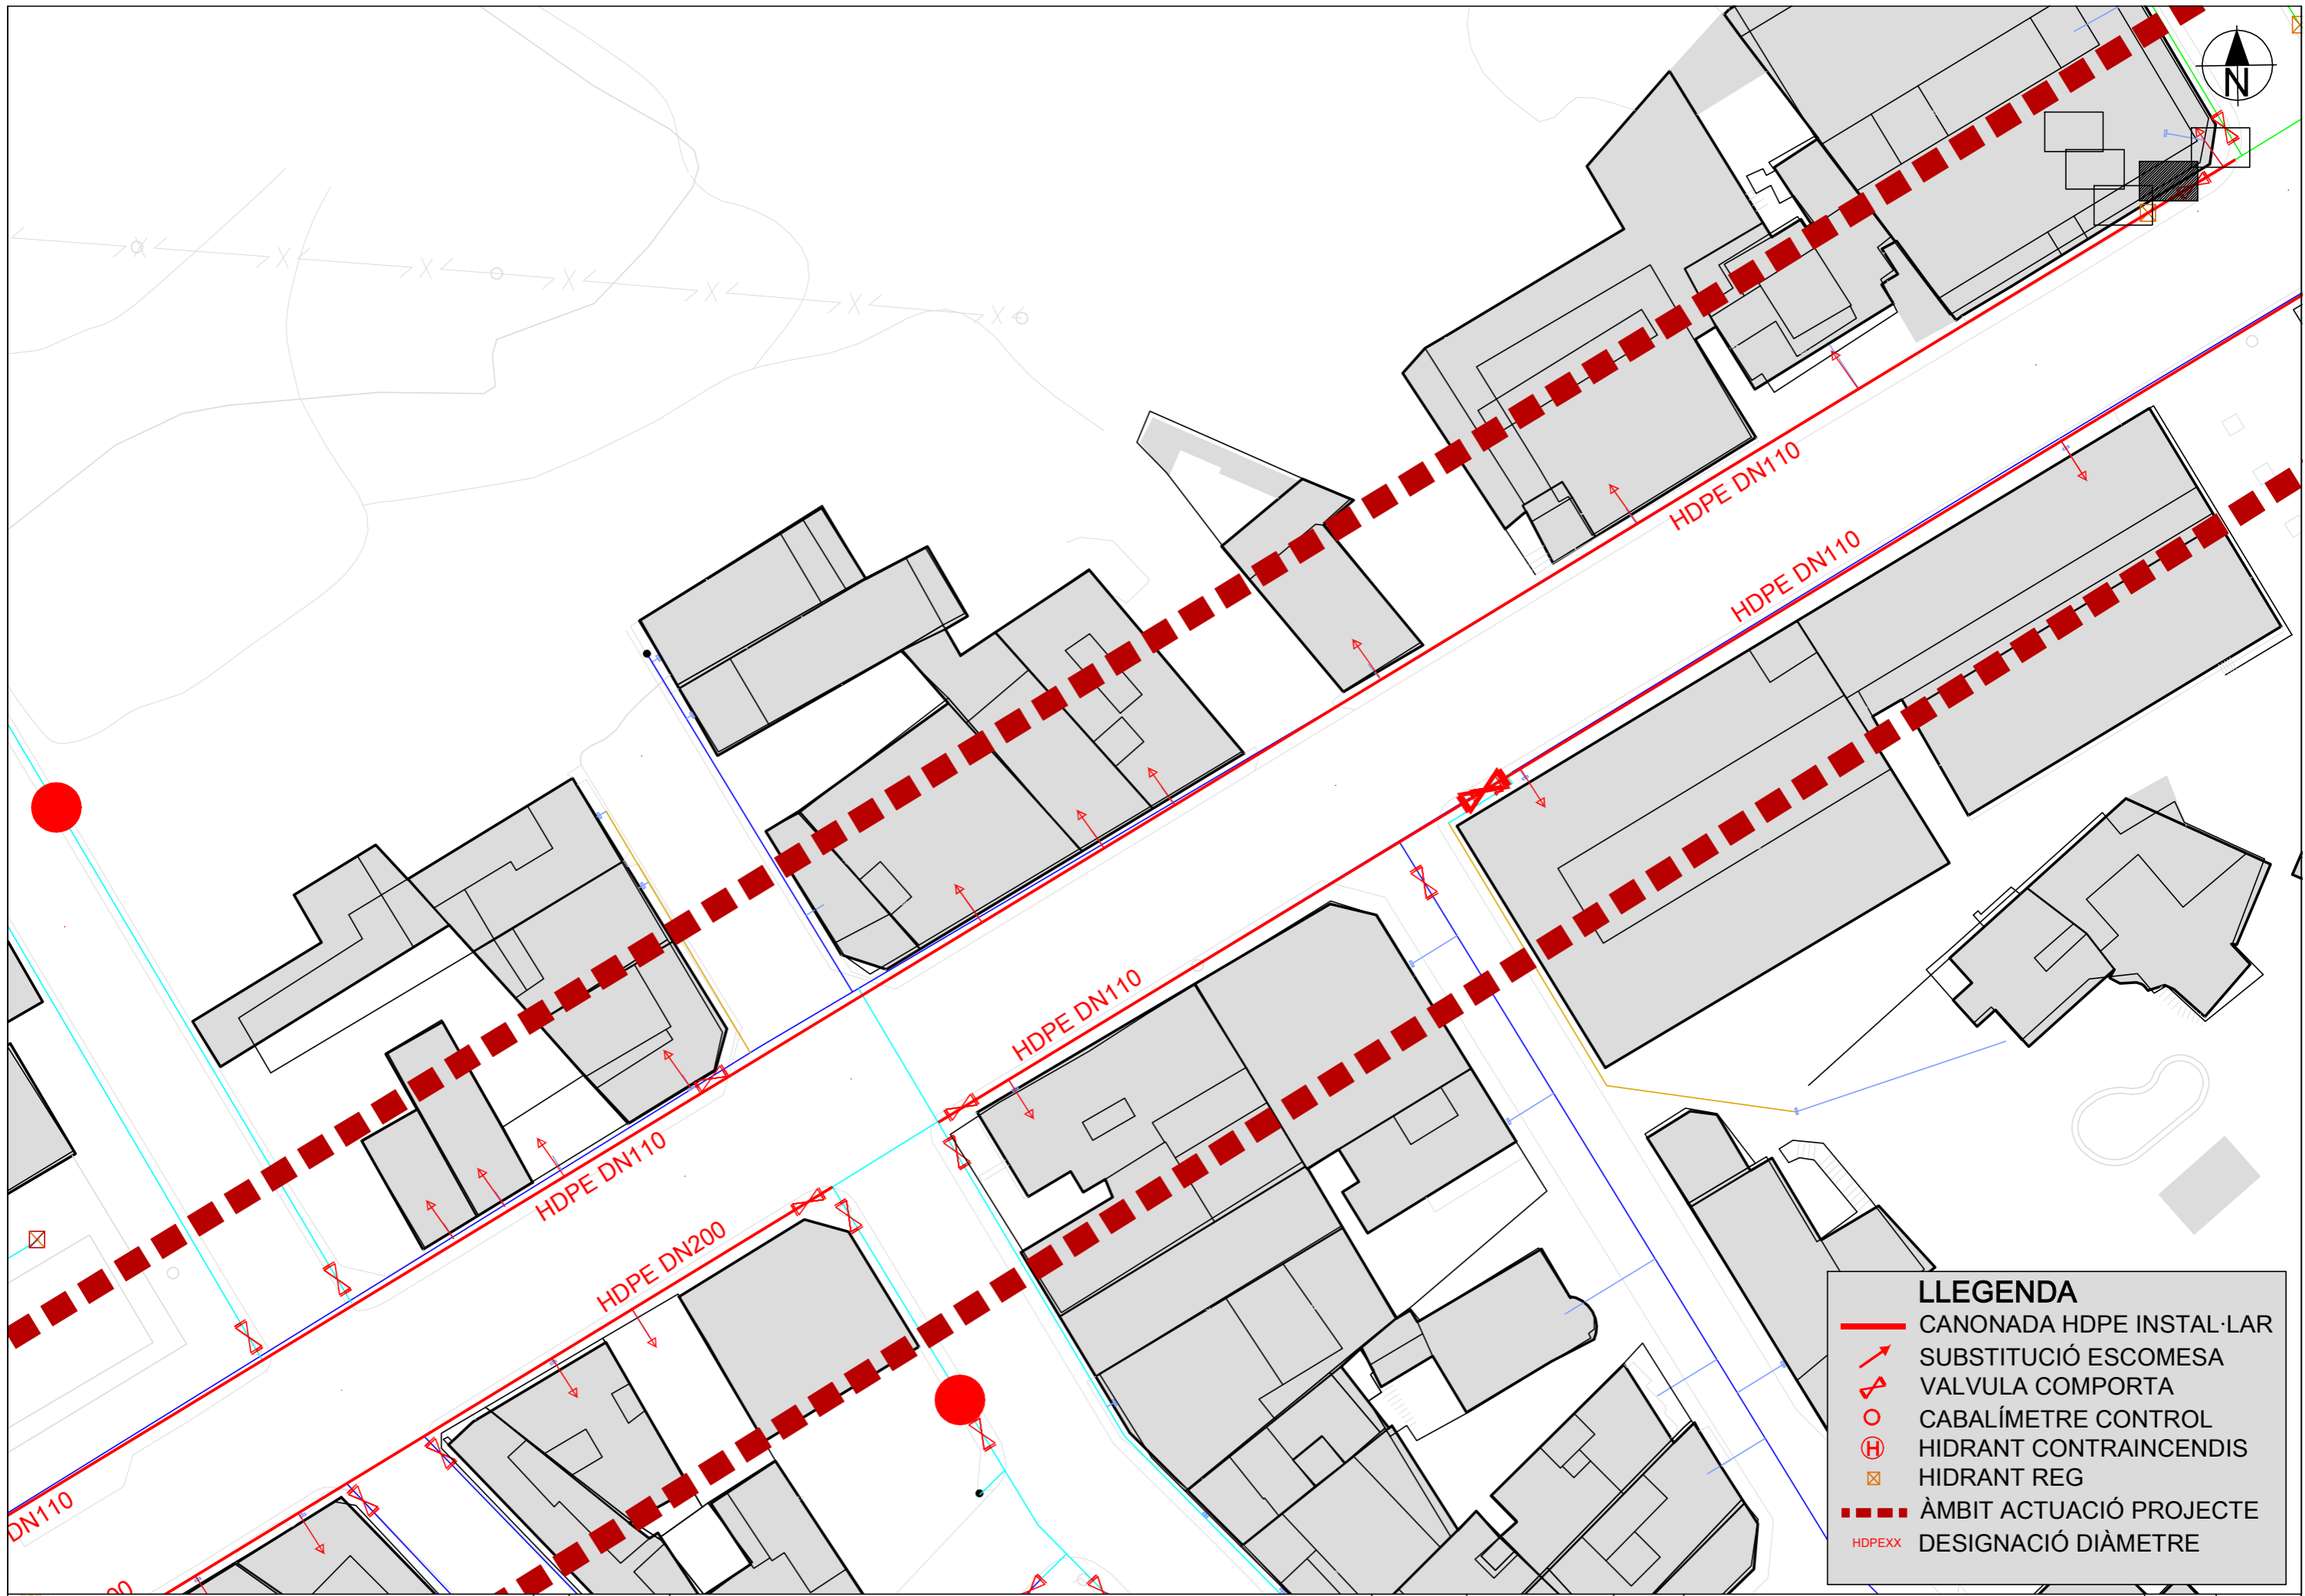 N
HDPE DN110
HDPE DN110
HDPE DN110
HDPE DN110
HDPE DN200
DN110
00
LLEGENDA
CANONADA HDPE INSTAL·LAR
SUBSTITUCIÓ ESCOMESA
VALVULA COMPORTA
CABALÍMETRE CONTROL
H HIDRANT CONTRAINCENDIS
HIDRANT REG
ÀMBIT ACTUACIÓ PROJECTE
HDPEXX DESIGNACIÓ DIÀMETRE